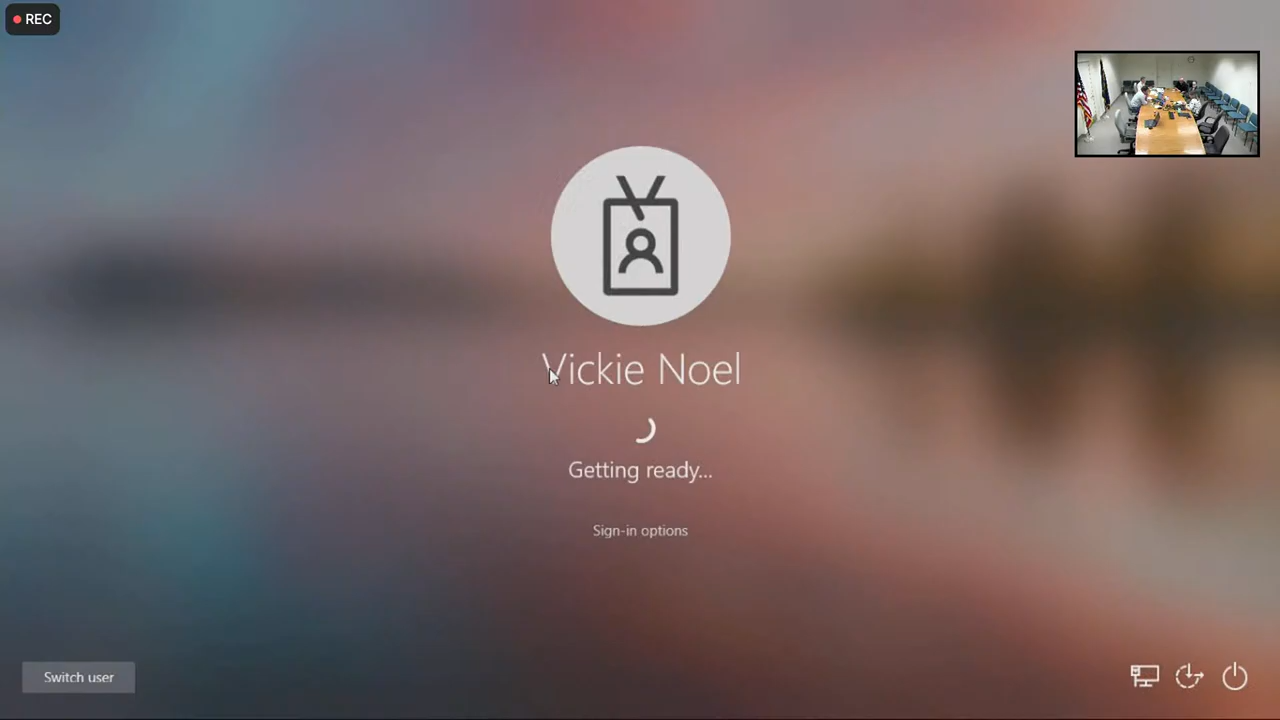 REC
Vickie Noel
Getting ready...
Sign-in options
Switch user